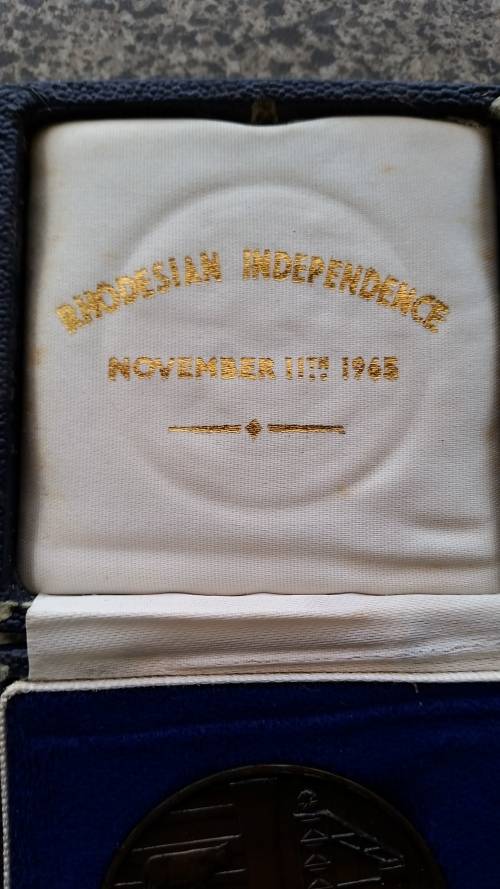 RHODESIAN INDEPENDENCE
NOVEMBER 11TH 1965